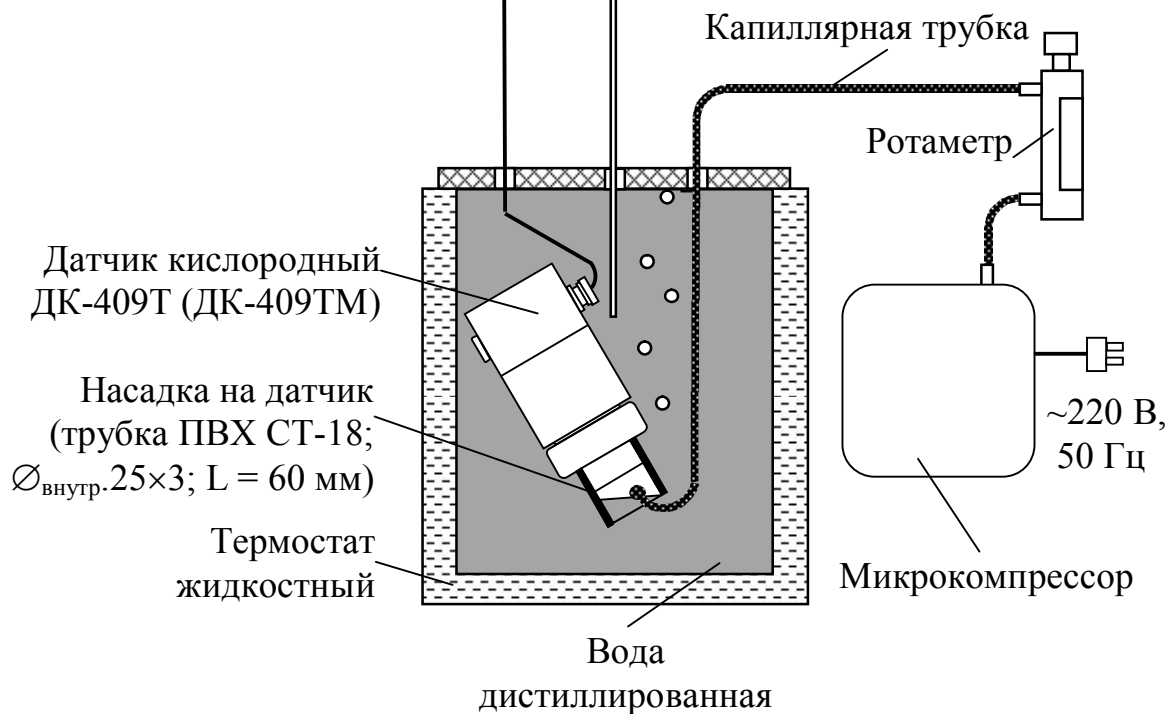 Капиллярная трубка
Ротаметр
Датчик кислородный
ДК-409Т (ДК-409ТМ)
Насадка на датчик
(трубка ПВХ СТ-18;
∅внутр.25×3; L = 60 мм)
~220 В,
50 Гц
Термостат
жидкостный
Микрокомпрессор
Вода
дистиллированная